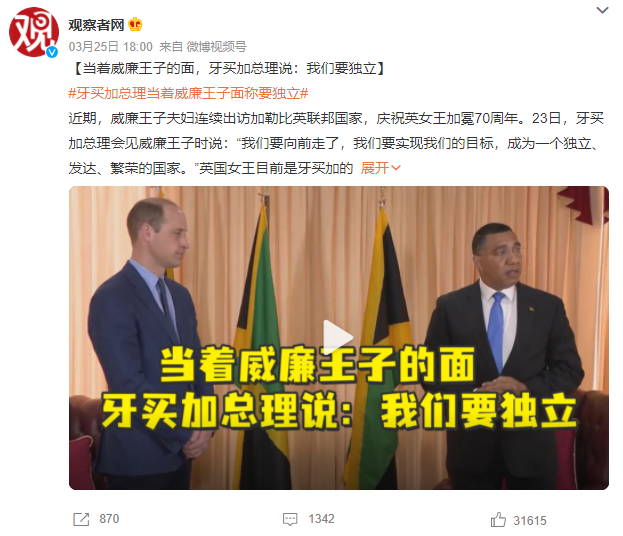 观察者网
03月25日 18:00 来自 微博视频号
【当着威廉王子的面，牙买加总理说：我们要独立】
#牙买加总理当着威廉王子面称要独立#
近期，威廉王子夫妇连续出访加勒比英联邦国家，庆祝英女王加冕70周年。23日，牙买
加总理会见威廉王子时说：“我们要向前走了，我们要实现我们的目标，成为一个独立、
发达、繁荣的国家。”英国女王目前是牙买加的 展开
当着威廉王子的面
牙买加总理说：我们要独立
870
1342
31615